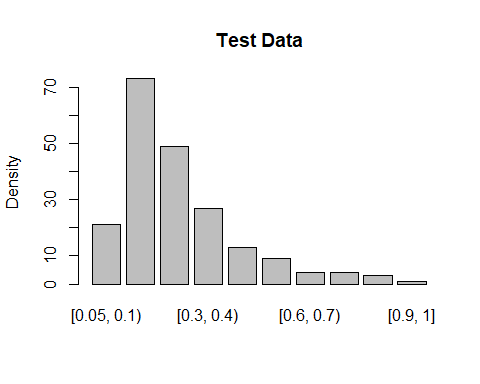 Test Data
Density
70
50
30
10
0
[0.05, 0.1) [0.3, 0.4) [0.6, 0.7) [0.9, 1]